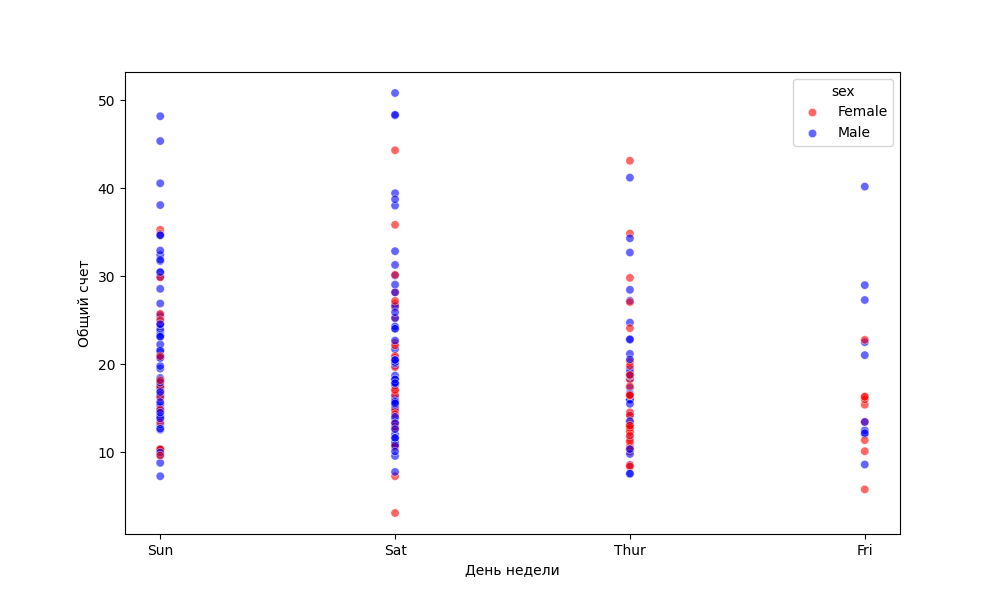 sex
Female
Male
50
40
30
20
10
Общий счет
Sun Sat Thur Fri
День недели